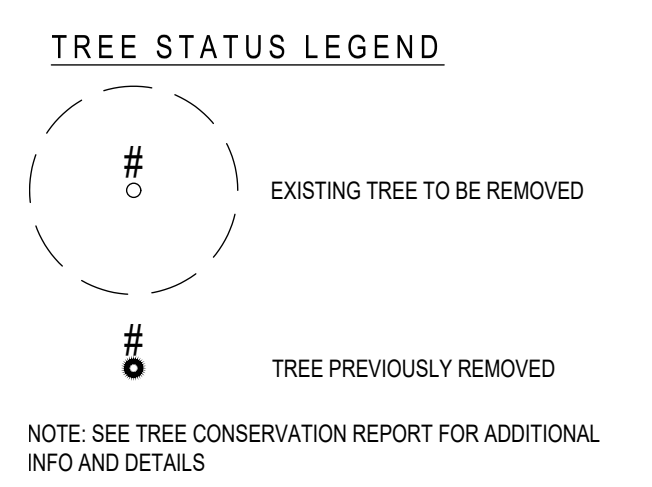 TREE STATUS LEGEND
#
EXISTING TREE TO BE REMOVED
#
TREE PREVIOUSLY REMOVED
NOTE: SEE TREE CONSERVATION REPORT FOR ADDITIONAL
INFO AND DETAILS